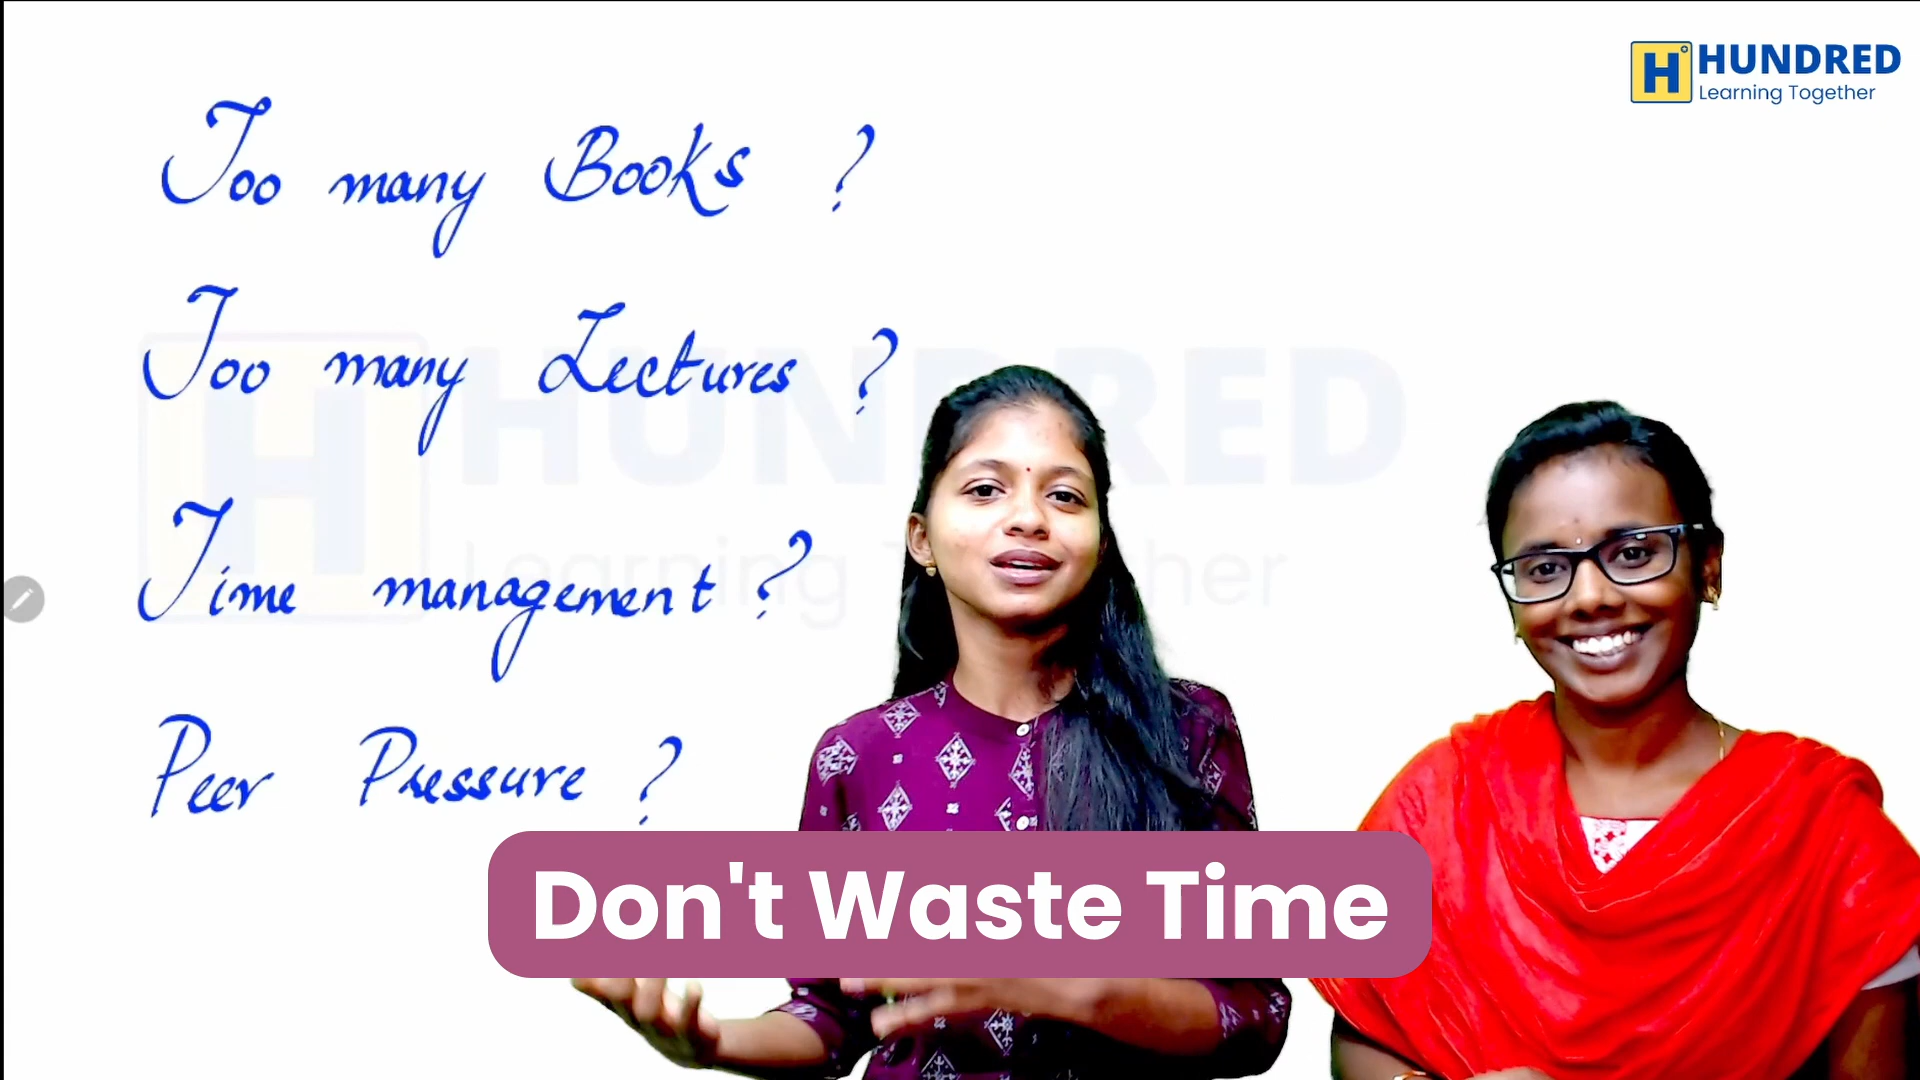 HUNDRED
Learning Together
Too many Books ?
Too many Lectures ?
Time management ?
Peer Pressure ?
Don't Waste Time